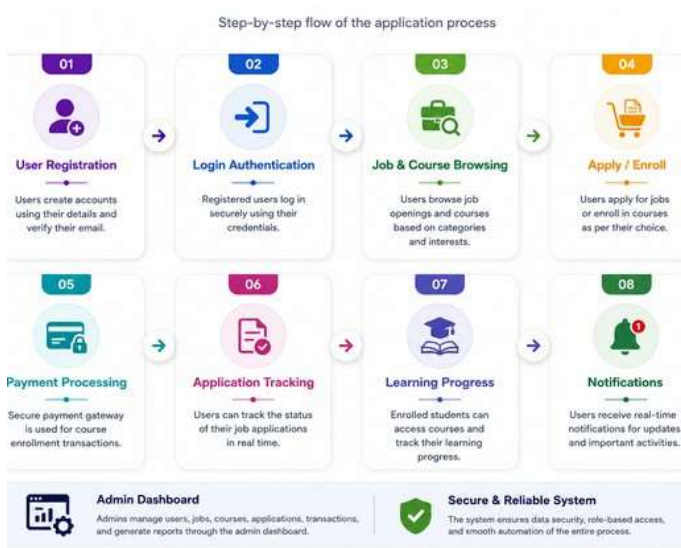 Step-by-step flow of the application process
01
User Registration
Users create accounts
using their details and
verify their email.
02
Login Authentication
Registered users log in
securely using their
credentials.
03
Job & Course Browsing
Users browse job
openings and courses
based on categories
and interests.
04
Apply / Enroll
Users apply for jobs
or enroll in courses
as per their choice.
05
Payment Processing
Secure payment gateway
is used for course
enrollment transactions.
06
Application Tracking
Users can track the status
of their job applications
in real time.
07
Learning Progress
Enrolled students can
access courses and
track their learning
progress.
08
1
Notifications
Users receive real-time
notifications for updates
and important activities.
Admin Dashboard
Admins manage users, jobs, courses, applications, transactions,
and generate reports through the admin dashboard.
Secure & Reliable System
The system ensures data security, role-based access,
and smooth automation of the entire process.